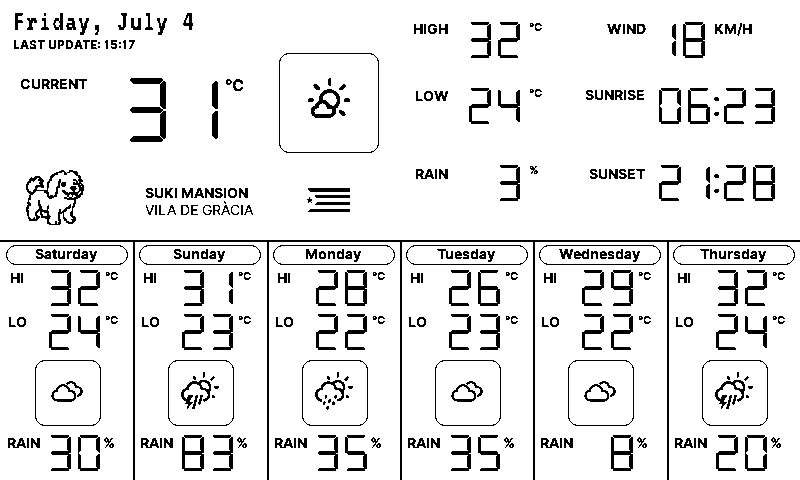 Friday, July 4
LAST UPDATE: 15:17
CURRENT 31 °C
HIGH 32 °C
WIND 18 KM/H
LOW 24 °C
SUNRISE 06:23
RAIN 3 %
SUNSET 21:28
SUKI MANSION
VILA DE GRÀCIA
Saturday
HI 32 °C
LO 24 °C
RAIN 30 %
Sunday
HI 31 °C
LO 23 °C
RAIN 83 %
Monday
HI 28 °C
LO 22 °C
RAIN 35 %
Tuesday
HI 26 °C
LO 23 °C
RAIN 35 %
Wednesday
HI 29 °C
LO 22 °C
RAIN 8 %
Thursday
HI 32 °C
LO 24 °C
RAIN 20 %